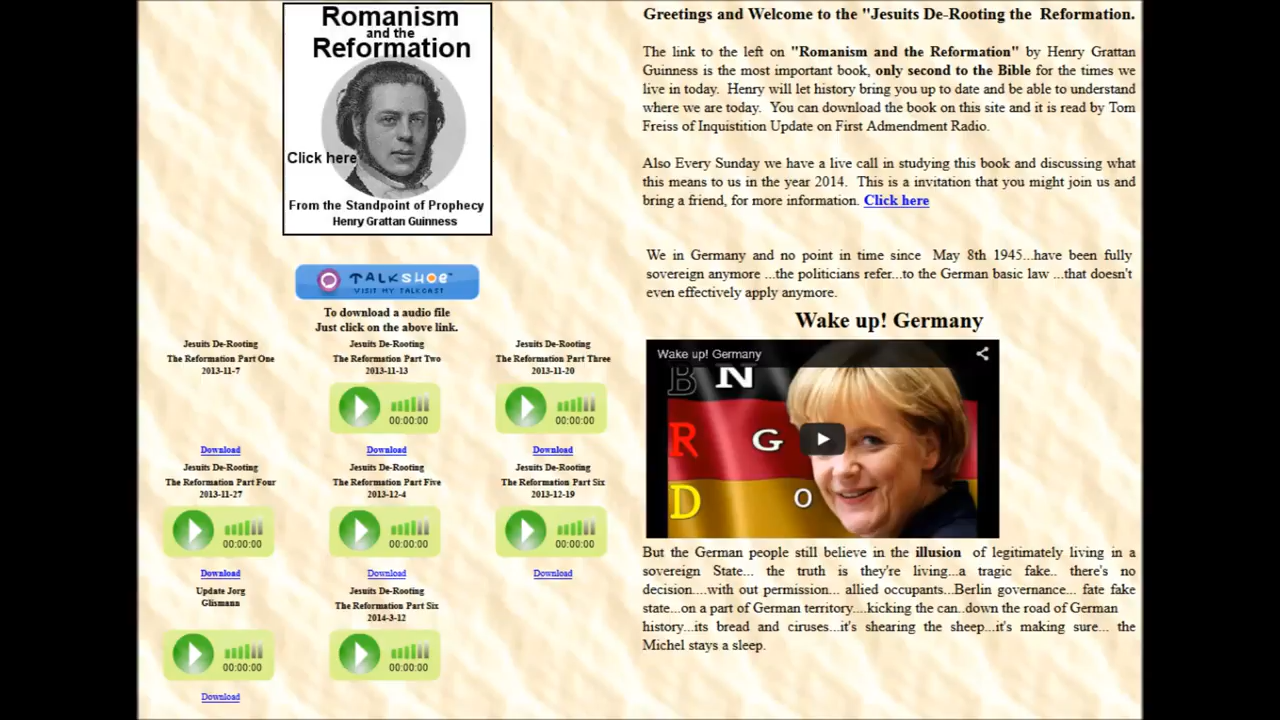 Romanism
and the
Reformation
Click here
From the Standpoint of Prophecy
Henry Grattan Guinness
TALKSHOE™
VISIT MY TALKCAST
To download a audio file
Just click on the above link.
Jesuits De-Rooting
The Reformation Part One
2013-11-7
Download
Jesuits De-Rooting
The Reformation Part Two
2013-11-13
00:00:00
Download
Jesuits De-Rooting
The Reformation Part Three
2013-11-20
00:00:00
Download
Jesuits De-Rooting
The Reformation Part Four
2013-11-27
00:00:00
Download
Jesuits De-Rooting
The Reformation Part Five
2013-12-4
00:00:00
Download
Jesuits De-Rooting
The Reformation Part Six
2013-12-19
00:00:00
Download
Update Jorg
Glismann
00:00:00
Download
Jesuits De-Rooting
The Reformation Part Six
2014-3-12
00:00:00
Greetings and Welcome to the "Jesuits De-Rooting the Reformation.
The link to the left on "Romanism and the Reformation" by Henry Grattan
Guinness is the most important book, only second to the Bible for the times we
live in today. Henry will let history bring you up to date and be able to understand
where we are today. You can download the book on this site and it is read by Tom
Freiss of Inquistition Update on First Admendment Radio.
Also Every Sunday we have a live call in studying this book and discussing what
this means to us in the year 2014. This is a invitation that you might join us and
bring a friend, for more information. Click here
We in Germany and no point in time since May 8th 1945...have been fully
sovereign anymore ...the politicians refer...to the German basic law ...that doesn't
even effectively apply anymore.
Wake up! Germany
Wake up! Germany
B N
R G
D O
But the German people still believe in the illusion of legitimately living in a
sovereign State... the truth is they're living...a tragic fake.. there's no
decision....with out permission... allied occupants...Berlin governance... fate fake
state...on a part of German territory....kicking the can..down the road of German
history...its bread and ciruses...it's shearing the sheep...it's making sure... the
Michel stays a sleep.